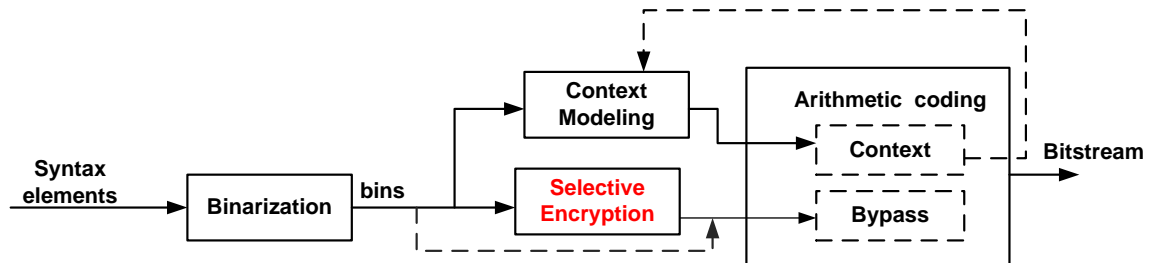 Syntax
elements
Binarization
bins
Context
Modeling
Selective
Encryption
Arithmetic coding
Context
Bypass
Bitstream